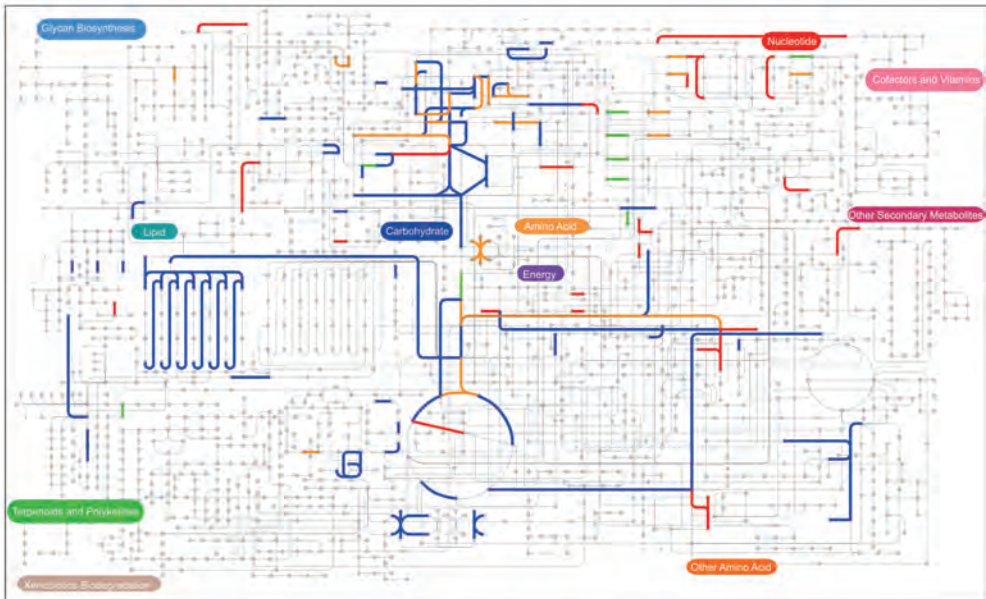 Glycan Biosynthesis
Nucleotide
Cofactors and Vitamins
Other Secondary Metabolites
Lipid
Carbohydrate
Amino Acid
Energy
Terpenoids and Polyketides
Other Amino Acid
Xenobiotics Biodegradation